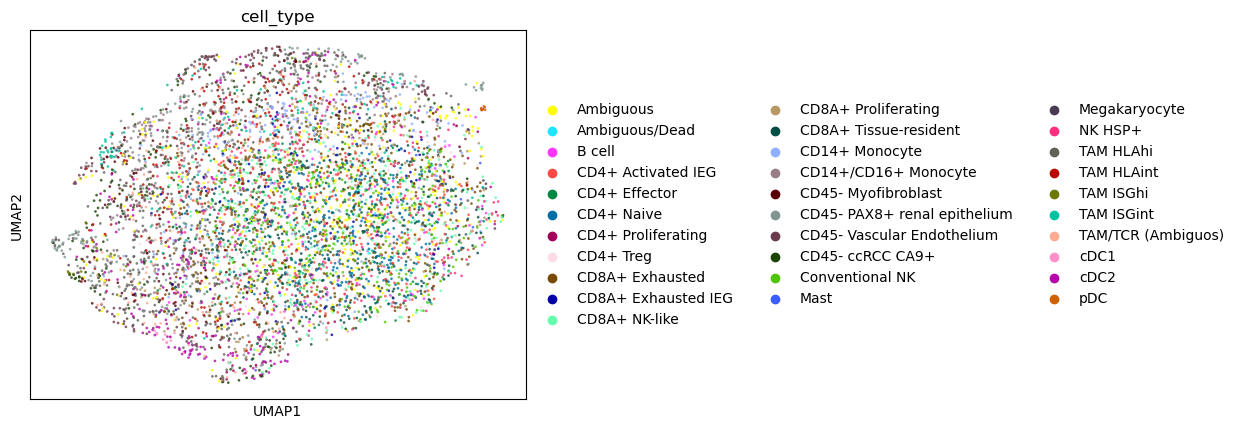 cell_type
UMAP2
UMAP1
Ambiguous
Ambiguous/Dead
B cell
CD4+ Activated IEG
CD4+ Effector
CD4+ Naive
CD4+ Proliferating
CD4+ Treg
CD8A+ Exhausted
CD8A+ Exhausted IEG
CD8A+ NK-like
CD8A+ Proliferating
CD8A+ Tissue-resident
CD14+ Monocyte
CD14+/CD16+ Monocyte
CD45- Myofibroblast
CD45- PAX8+ renal epithelium
CD45- Vascular Endothelium
CD45- ccRCC CA9+
Conventional NK
Mast
Megakaryocyte
NK HSP+
TAM HLAhi
TAM HLAint
TAM ISGhi
TAM ISGint
TAM/TCR (Ambiguos)
cDC1
cDC2
pDC